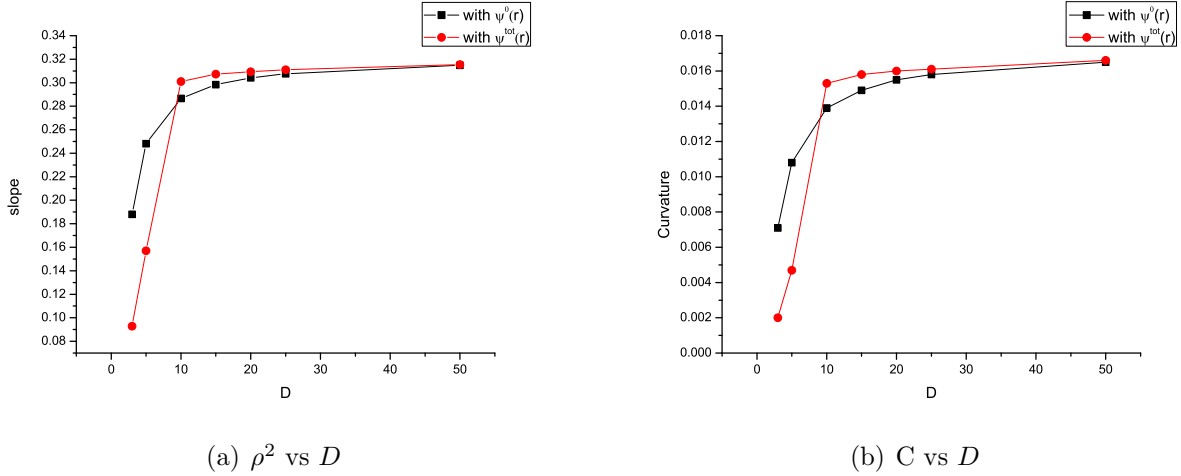 with ψ⁰(r)
with ψᵗᵒᵗ(r)
0.32
0.30
0.28
0.26
0.24
0.22
0.20
0.18
0.16
0.14
0.12
0.10
0.08
slope
0 10 20 30 40 50
D
(a) ρ² vs D
with ψ⁰(r)
with ψᵗᵒᵗ(r)
0.018
0.016
0.014
0.012
0.010
0.008
0.006
0.004
0.002
0.000
Curvature
0 10 20 30 40 50
D
(b) C vs D